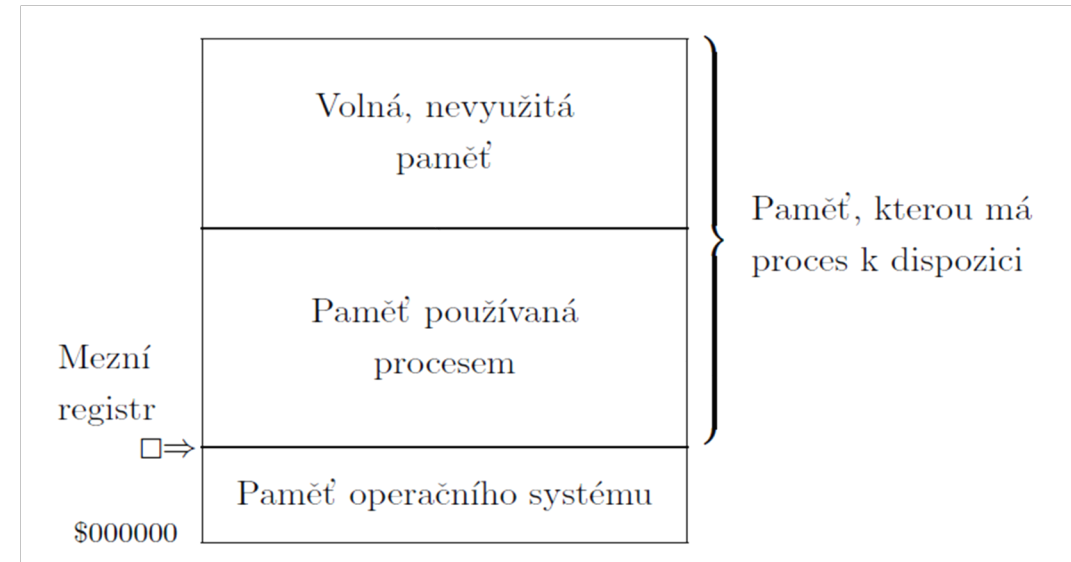 Volná, nevyužitá
paměť
Paměť, kterou má
proces k dispozici
Paměť používaná
procesem
Mezní
registr
Paměť operačního systému
$000000